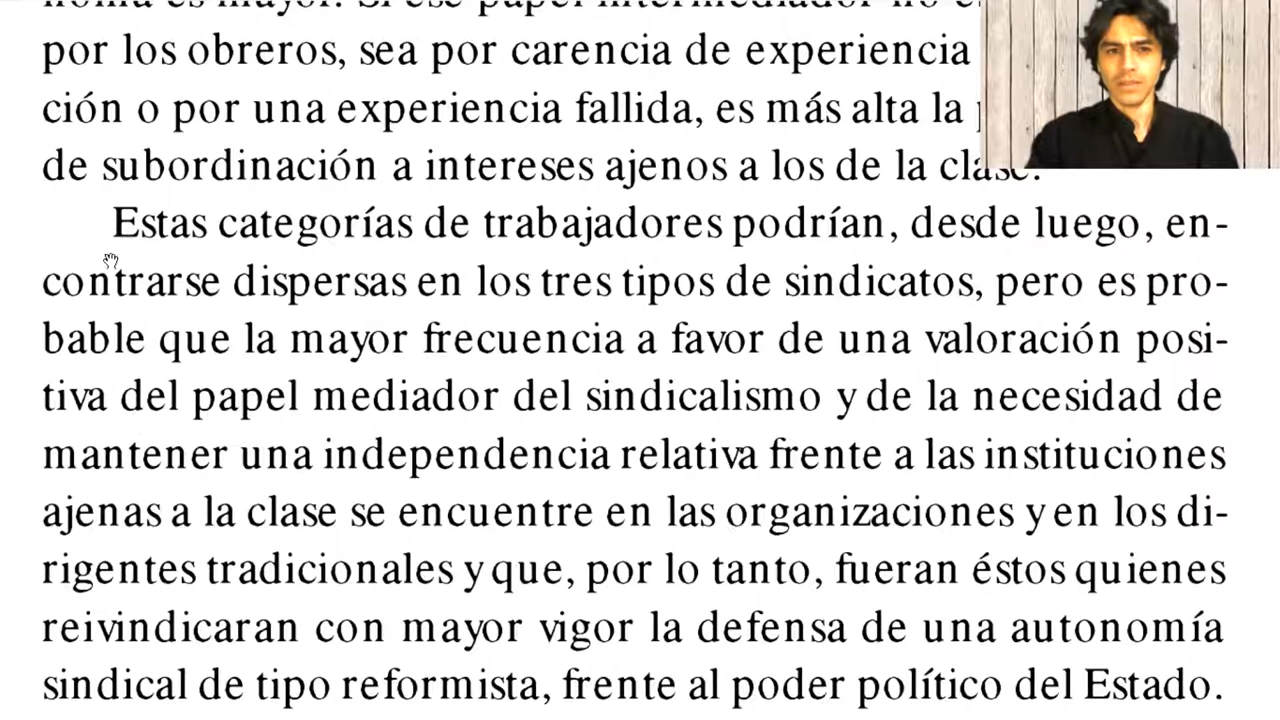 por los obreros, sea por carencia de experiencia
ción o por una experiencia fallida, es más alta la
de subordinación a intereses ajenos a los de la clase.
Estas categorías de trabajadores podrían, desde luego, en-
contrarse dispersas en los tres tipos de sindicatos, pero es pro-
bable que la mayor frecuencia a favor de una valoración posi-
tiva del papel mediador del sindicalismo y de la necesidad de
mantener una independencia relativa frente a las instituciones
ajenas a la clase se encuentre en las organizaciones y en los di-
rigentes tradicionales y que, por lo tanto, fueran éstos quienes
reivindicaran con mayor vigor la defensa de una autonomía
sindical de tipo reformista, frente al poder político del Estado.